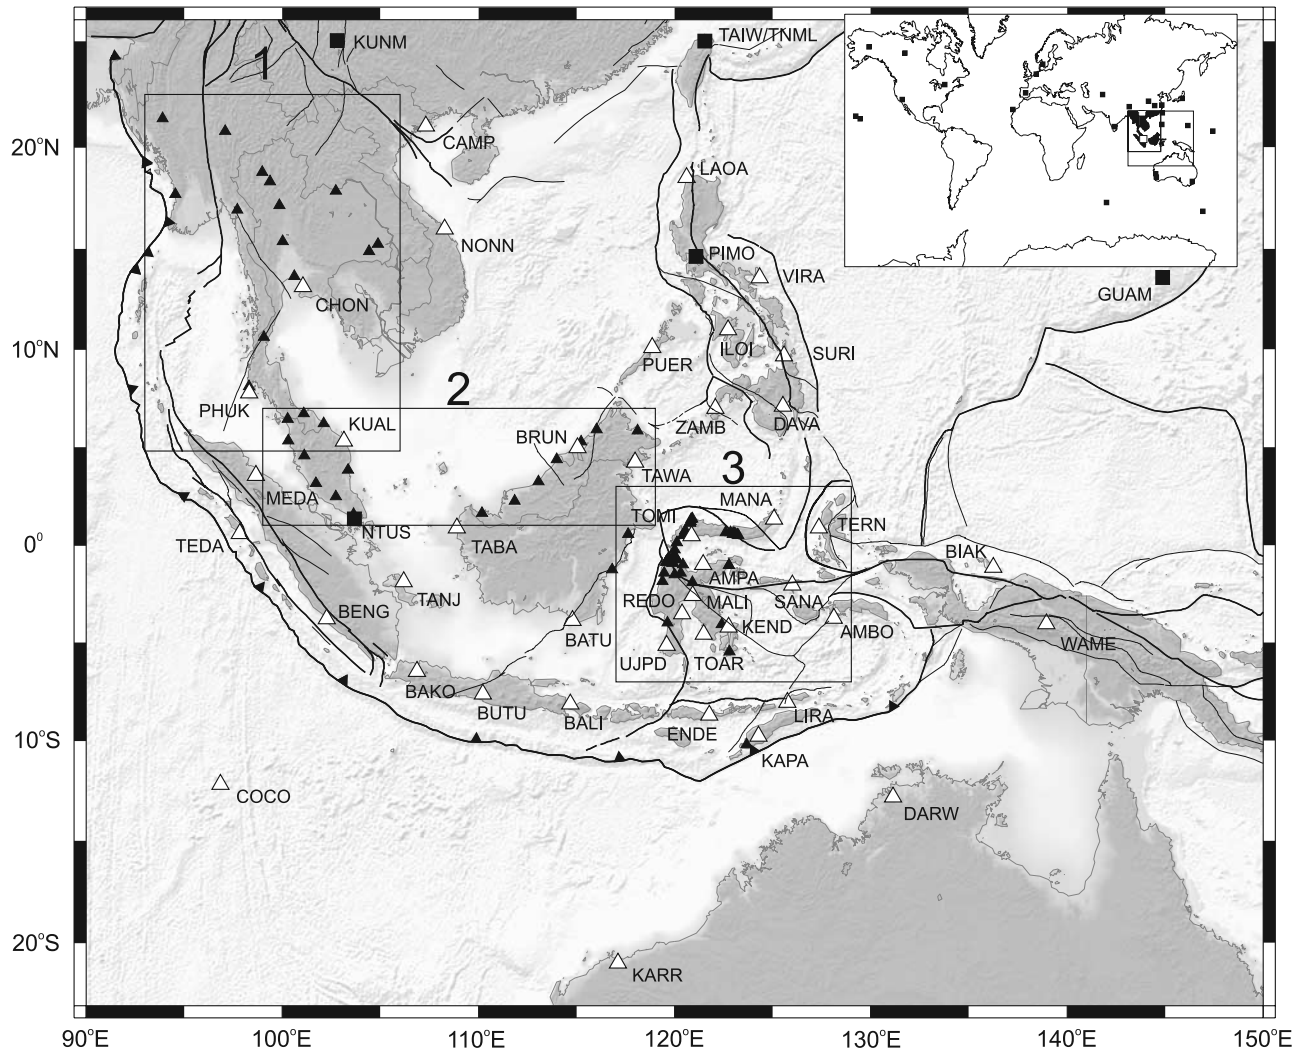 1
KUNM
TAIW/TNML
CAMP
20°N
LAOA
NONN
PIMO
VIRA
GUAM
CHON
10°N
ILOI
SURI
PUER
PHUK
2
KUAL
ZAMB
DAVA
BRUN
TAWA
3
MEDA
MANA
TOMI
TERN
NTUS
TABA
TEDA
0°
BIAK
AMPA
TANJ
REDO
MALI
SANA
BENG
BATU
KEND
AMBO
WAME
UJPD
TOAR
BAKO
BUTU
BALI
LIRA
ENDE
10°S
KAPA
COCO
DARW
20°S
KARR
90°E
100°E
110°E
120°E
130°E
140°E
150°E